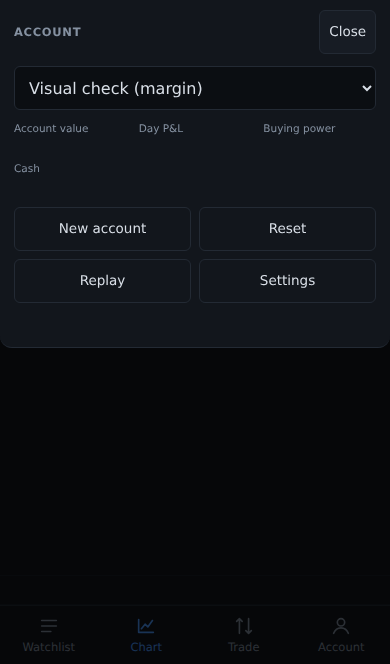 ACCOUNT Close
Visual check (margin)
Account value Day P&L Buying power
Cash
New account Reset
Replay Settings
Watchlist Chart Trade Account